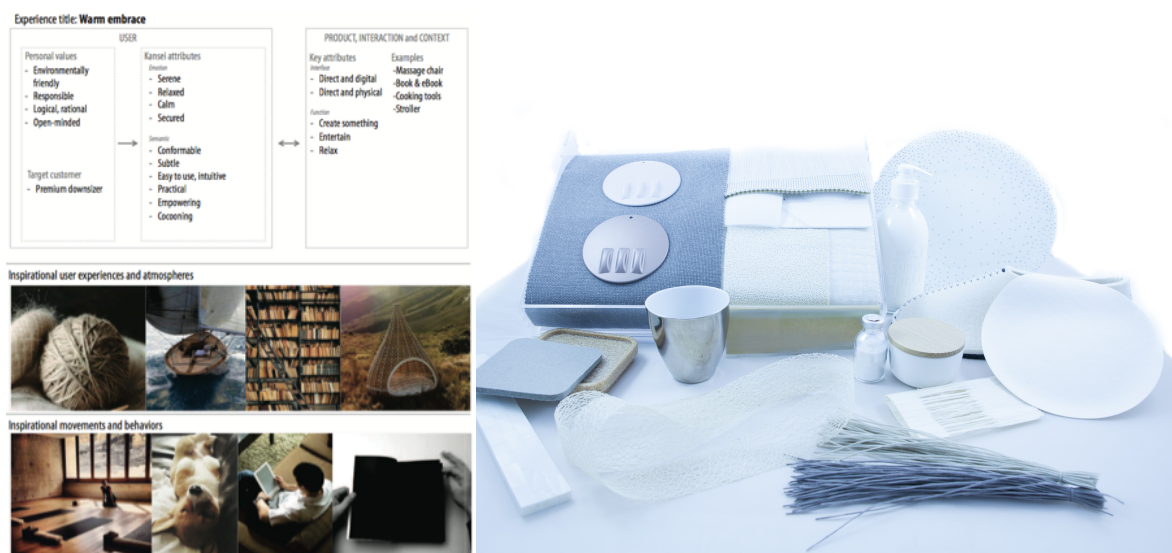 Experience title: Warm embrace
USER
Personal values
- Environmentally
friendly
- Responsible
- Logical, rational
- Open-minded
Target customer
- Premium downsizer
Kansei attributes
Emotion
- Serene
- Relaxed
- Calm
- Secured
Semantic
- Conformable
- Subtle
- Easy to use, intuitive
- Practical
- Empowering
- Cocooning
PRODUCT, INTERACTION and CONTEXT
Key attributes
Interface
- Direct and digital
- Direct and physical
Function
- Create something
- Entertain
- Relax
Examples
-Massage chair
-Book & eBook
-Cooking tools
-Stroller
Inspirational user experiences and atmospheres
Inspirational movements and behaviors